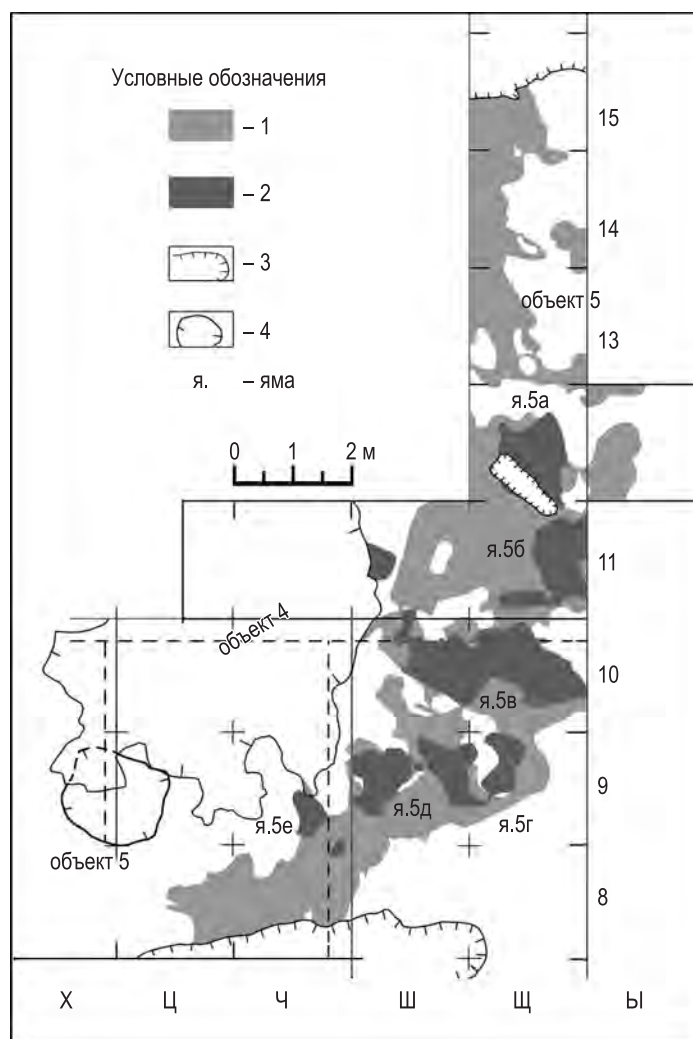 Условные обозначения
– 1
– 2
– 3
– 4
я. – яма
0 1 2 м
15
14
объект 5
13
я.5а
я.5б
11
объект 4
10
я.5в
9
я.5е
я.5д
я.5г
объект 5
8
Х Ц Ч Ш Щ Ы